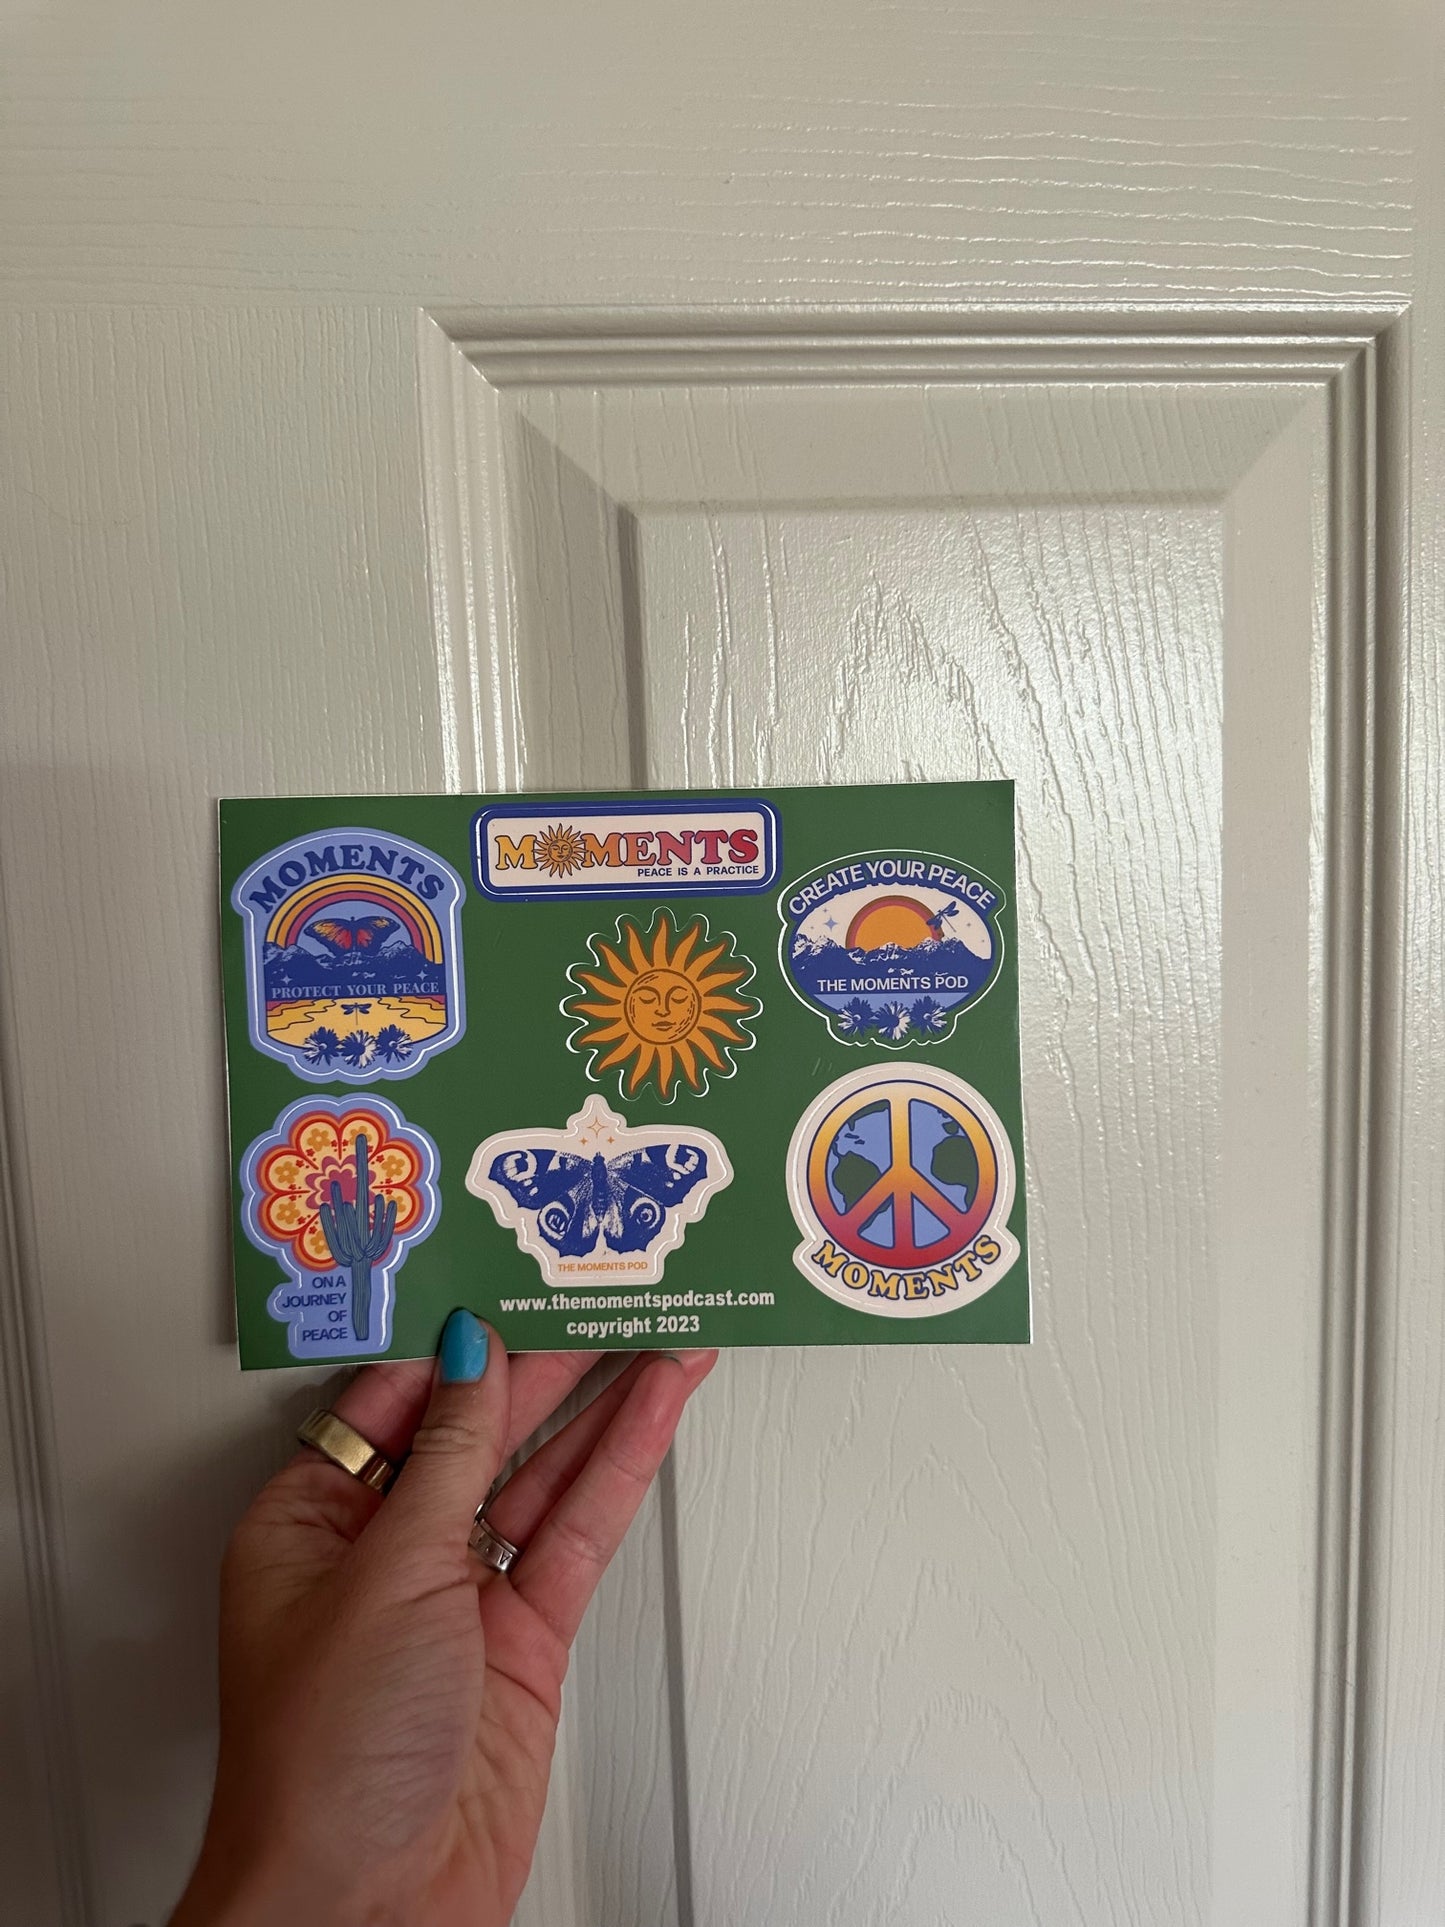 MOMENTS
PROTECT YOUR PEACE
MOMENTS
PEACE IS A PRACTICE
CREATE YOUR PEACE
THE MOMENTS POD
ON A
JOURNEY
OF
PEACE
THE MOMENTS POD
MOMENTS
www.themomentspodcast.com
copyright 2023